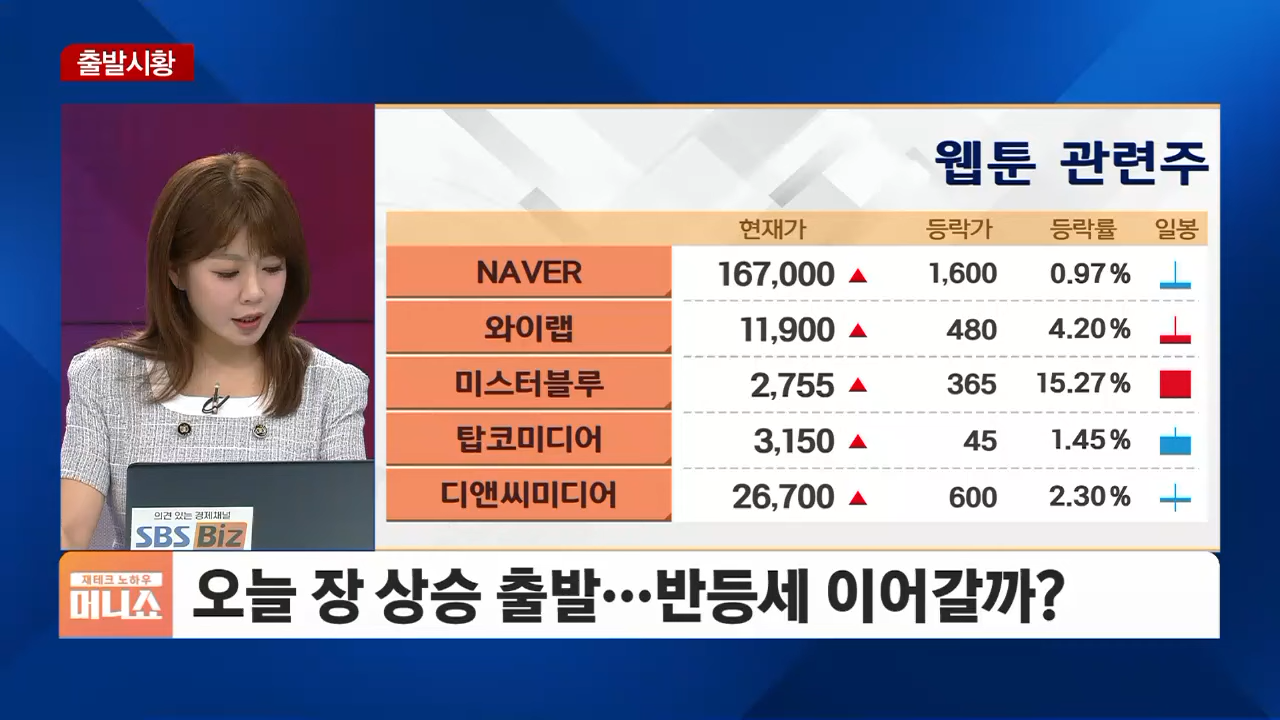 출발시황
웹툰 관련주
현재가 등락가 등락률 일봉
NAVER 167,000 ▲ 1,600 0.97%
와이랩 11,900 ▲ 480 4.20%
미스터블루 2,755 ▲ 365 15.27%
탑코미디어 3,150 ▲ 45 1.45%
디앤씨미디어 26,700 ▲ 600 2.30%
의견 있는 경제채널
SBS Biz
재테크 노하우
머니쇼
오늘 장 상승 출발…반등세 이어갈까?